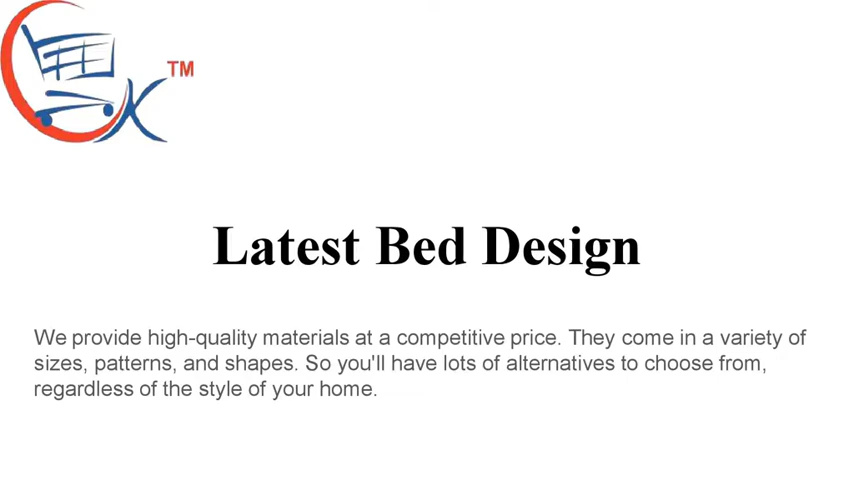 TM
Latest Bed Design
We provide high-quality materials at a competitive price. They come in a variety of
sizes, patterns, and shapes. So you'll have lots of alternatives to choose from,
regardless of the style of your home.